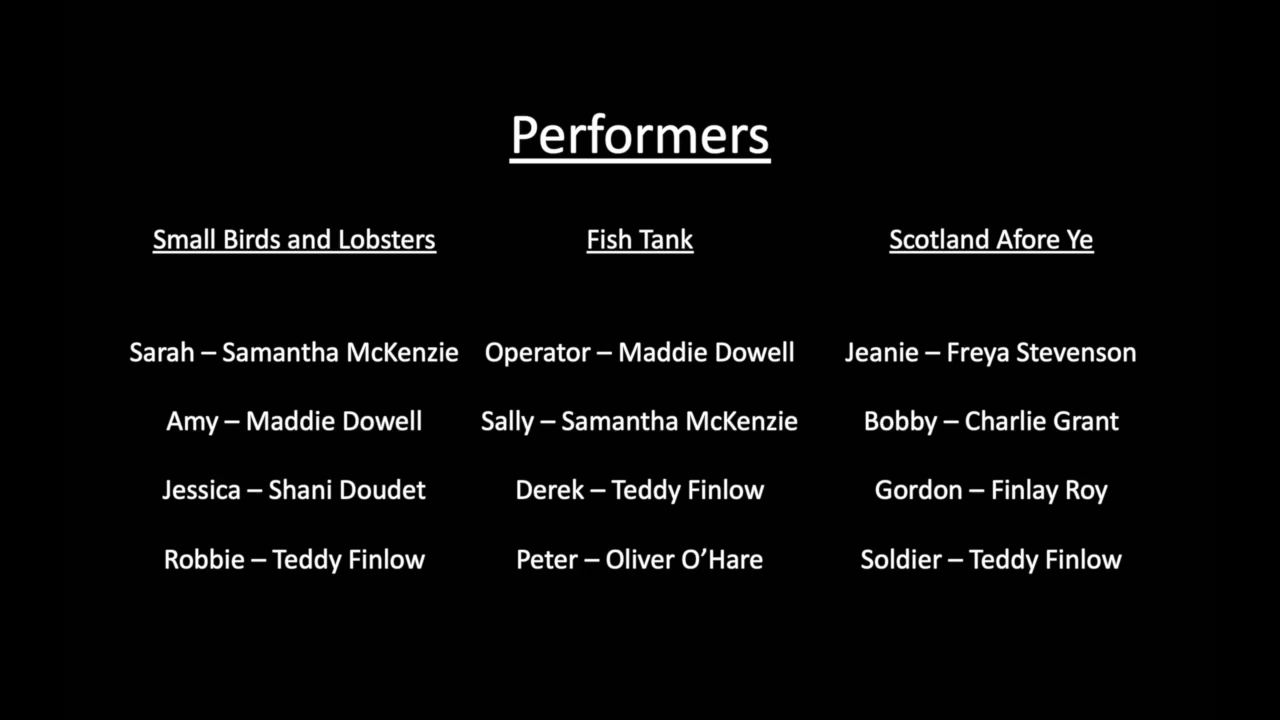 Performers
Small Birds and Lobsters
Sarah – Samantha McKenzie
Amy – Maddie Dowell
Jessica – Shani Doudet
Robbie – Teddy Finlow
Fish Tank
Operator – Maddie Dowell
Sally – Samantha McKenzie
Derek – Teddy Finlow
Peter – Oliver O’Hare
Scotland Afore Ye
Jeanie – Freya Stevenson
Bobby – Charlie Grant
Gordon – Finlay Roy
Soldier – Teddy Finlow